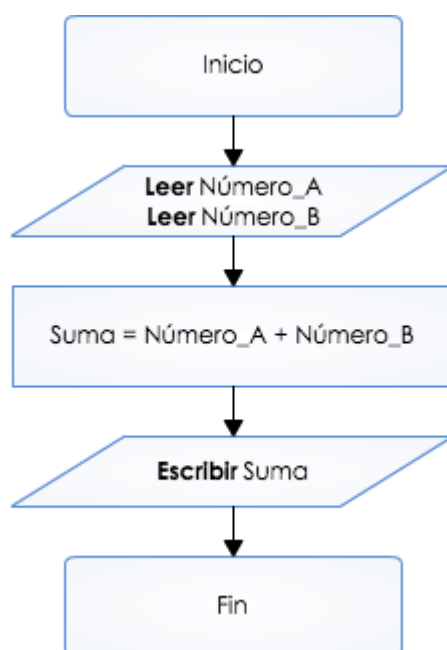 Inicio
Leer Número_A
Leer Número_B
Suma = Número_A + Número_B
Escribir Suma
Fin